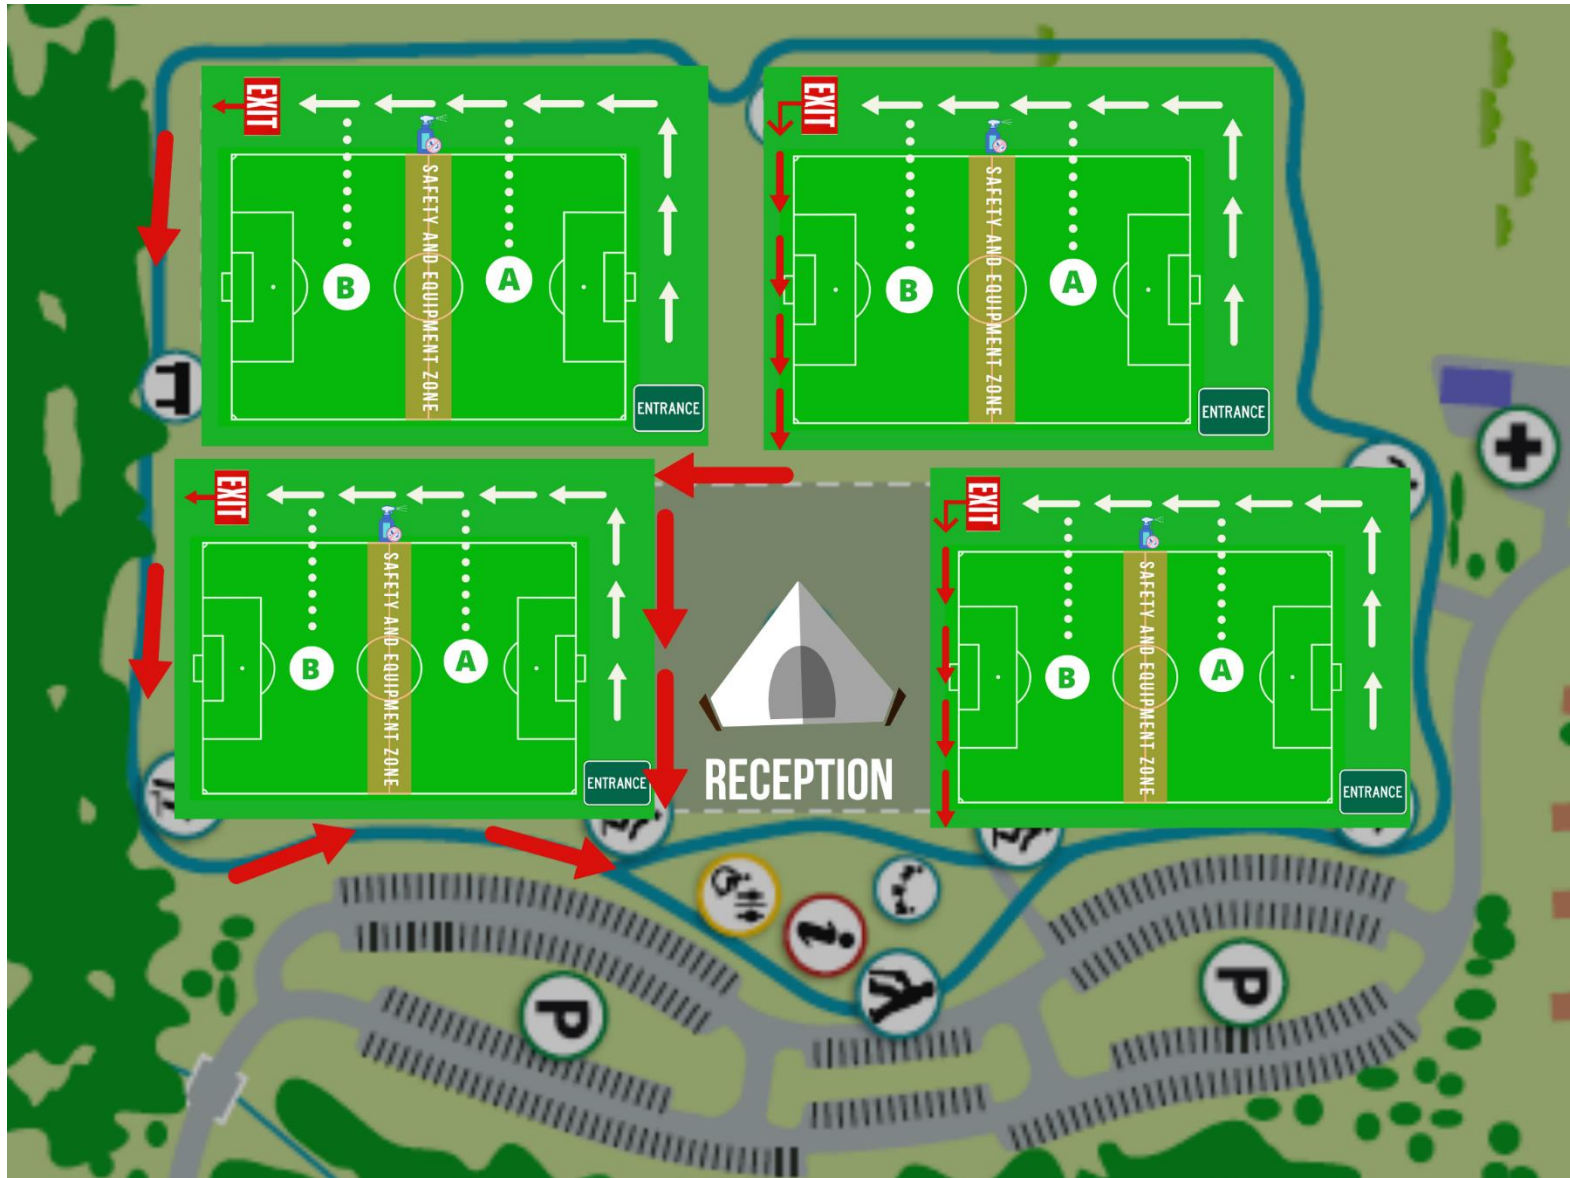 EXIT
SAFETY AND EQUIPMENT ZONE
B
A
ENTRANCE
EXIT
SAFETY AND EQUIPMENT ZONE
B
A
ENTRANCE
EXIT
SAFETY AND EQUIPMENT ZONE
B
A
ENTRANCE
RECEPTION
EXIT
SAFETY AND EQUIPMENT ZONE
B
A
ENTRANCE
i
P
P